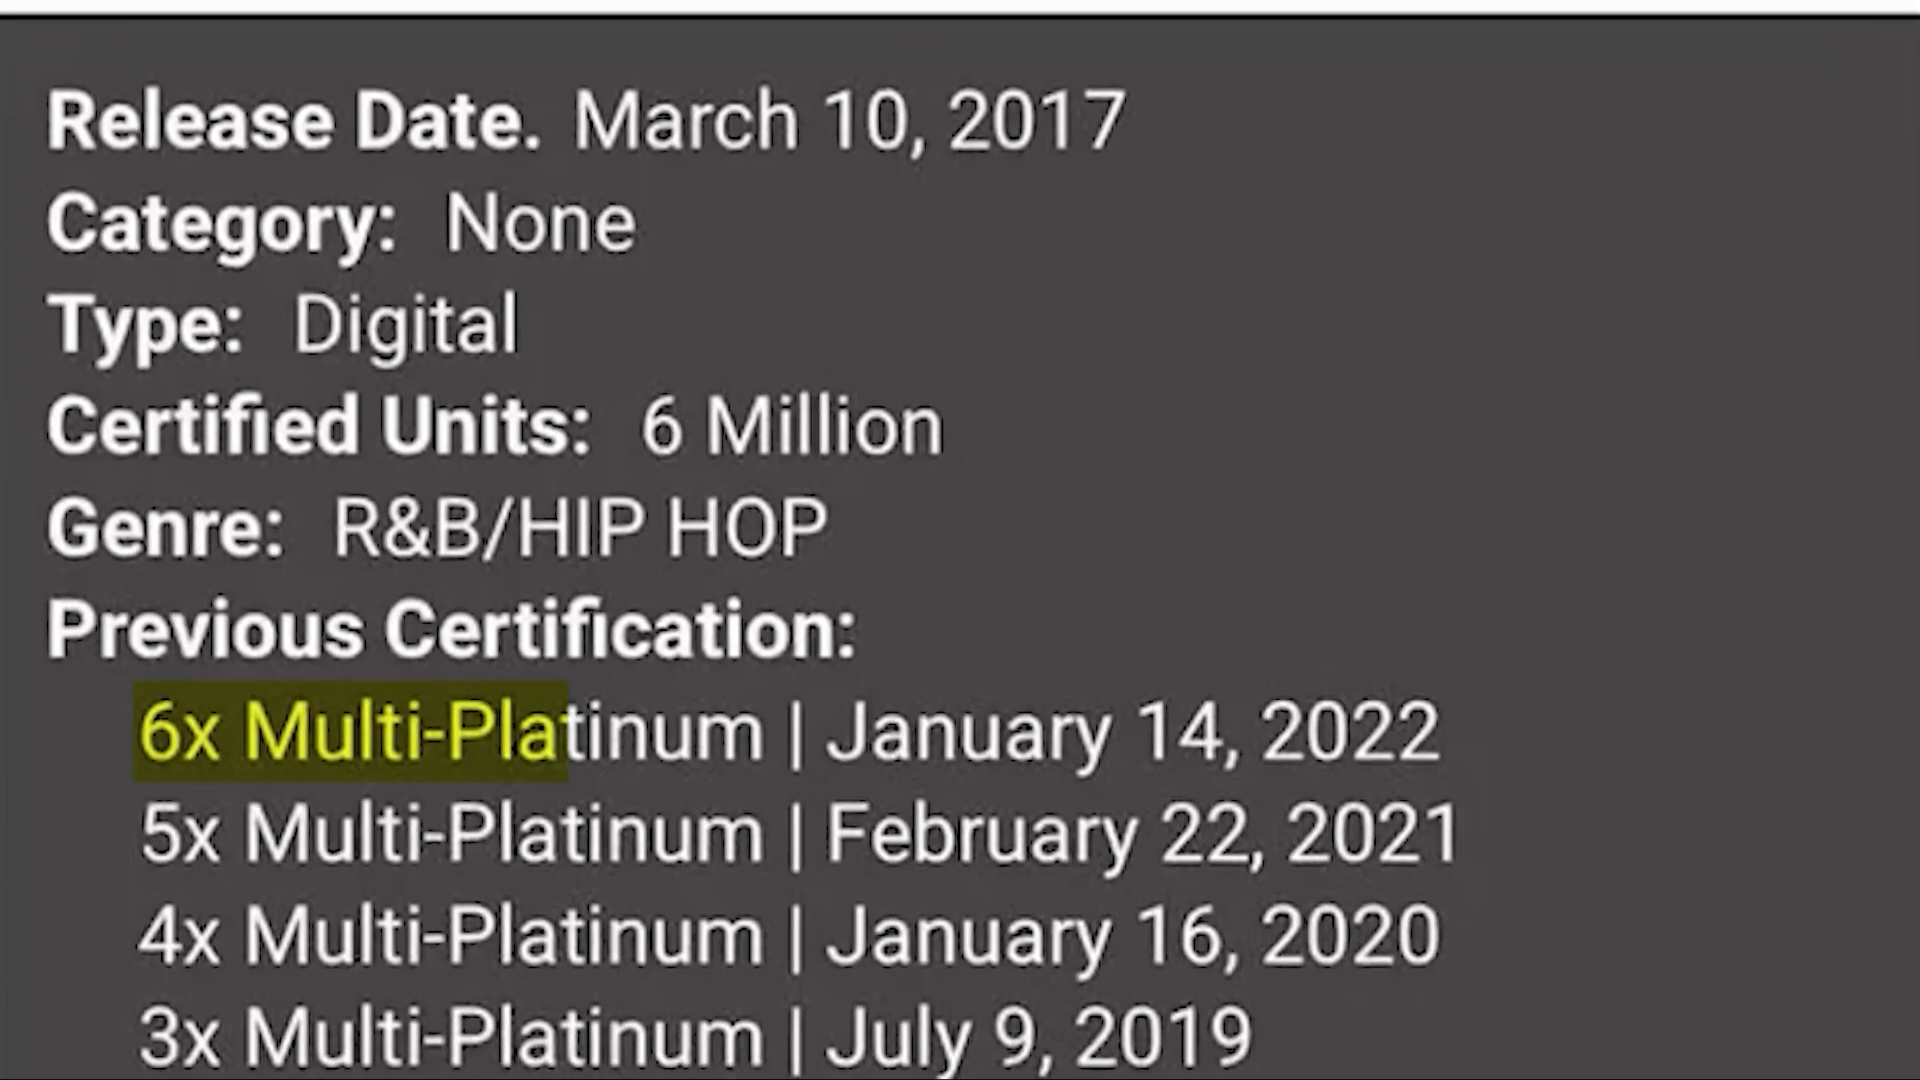 Release Date. March 10, 2017
Category: None
Type: Digital
Certified Units: 6 Million
Genre: R&B/HIP HOP
Previous Certification:
6x Multi-Platinum | January 14, 2022
5x Multi-Platinum | February 22, 2021
4x Multi-Platinum | January 16, 2020
3x Multi-Platinum | July 9, 2019